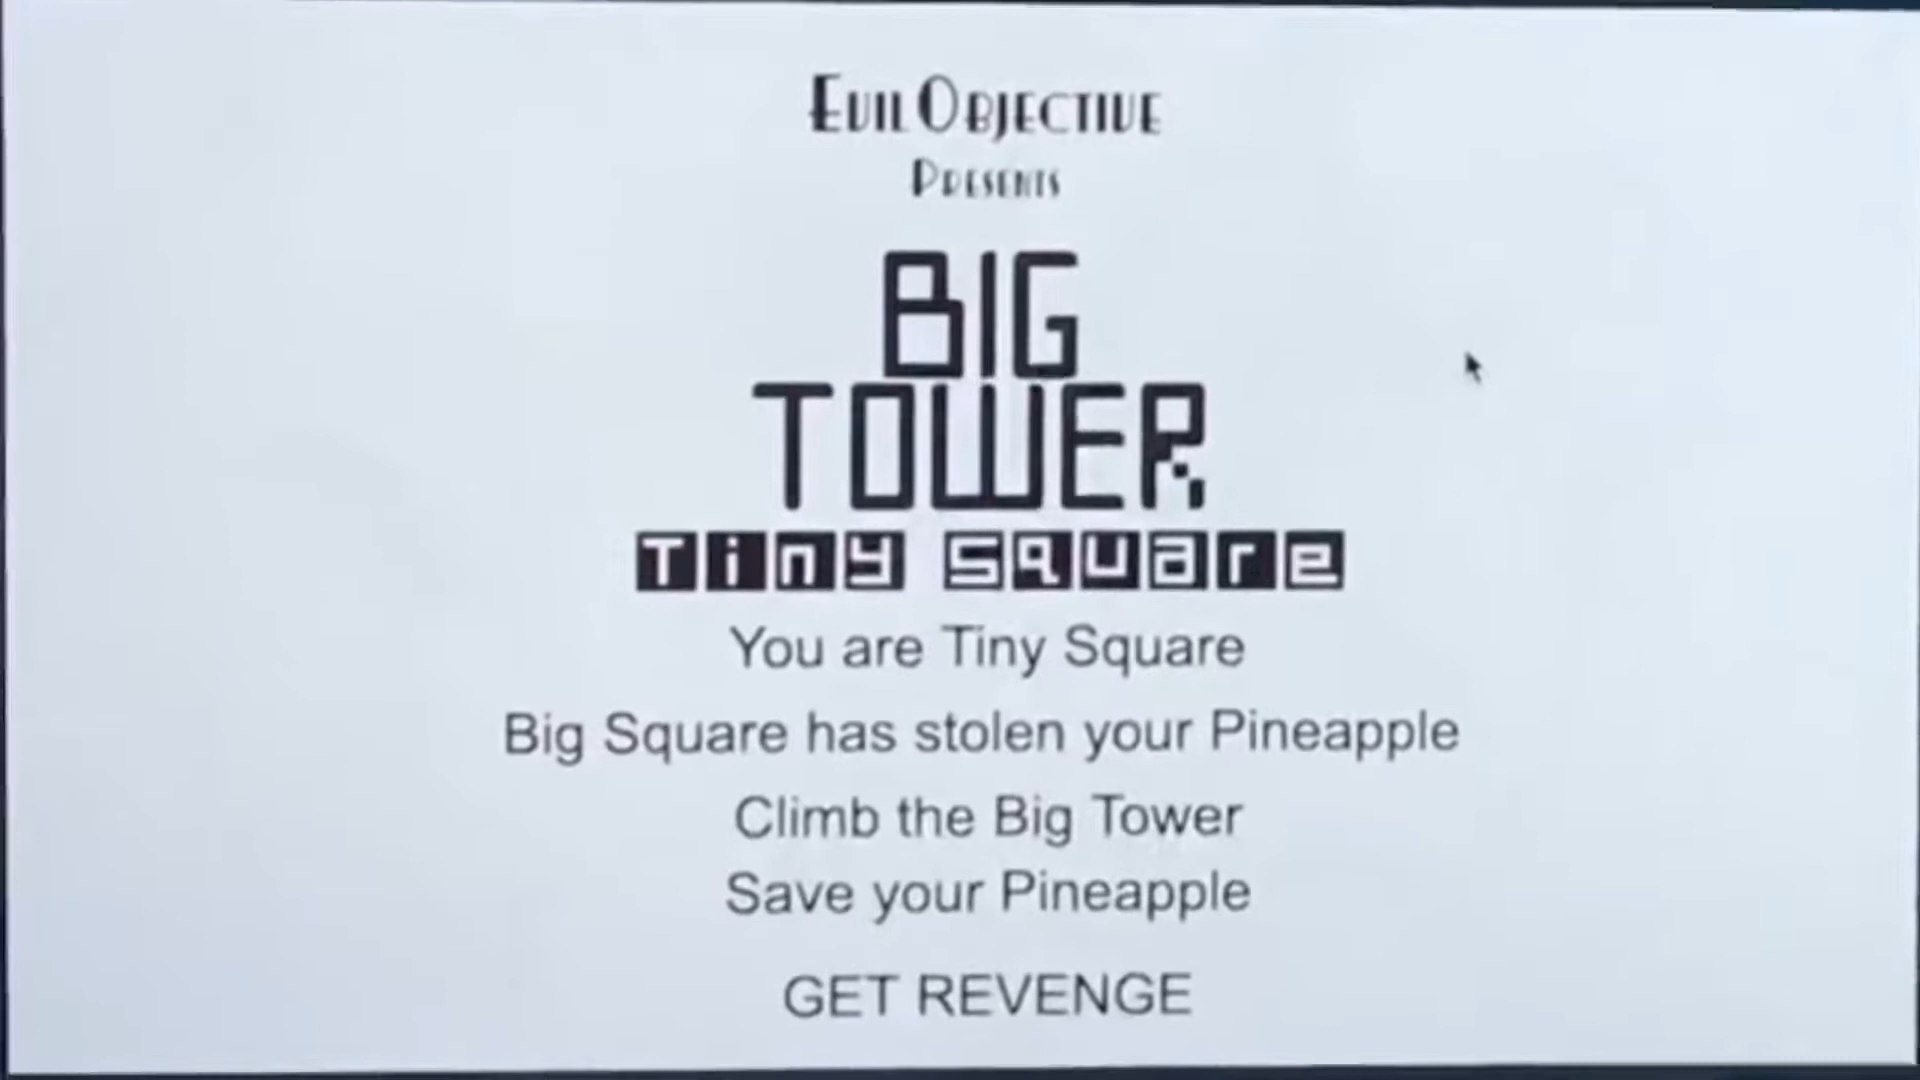 Evil Objective
Presents
BIG
TOWER
Tiny Square
You are Tiny Square
Big Square has stolen your Pineapple
Climb the Big Tower
Save your Pineapple
GET REVENGE